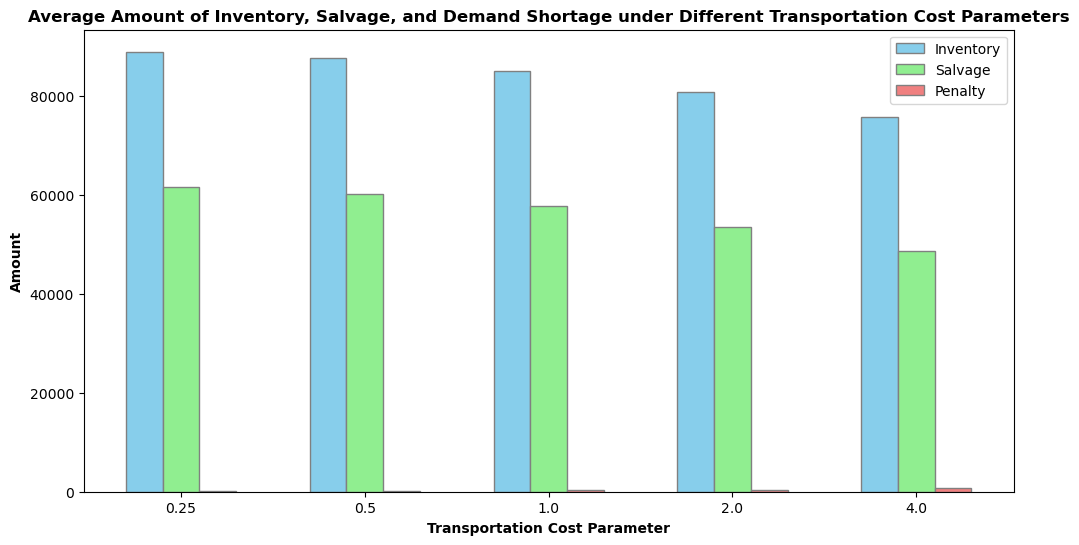 Average Amount of Inventory, Salvage, and Demand Shortage under Different Transportation Cost Parameters
Inventory
Salvage
Penalty
80000
60000
40000
20000
0
Amount
0.25 0.5 1.0 2.0 4.0
Transportation Cost Parameter